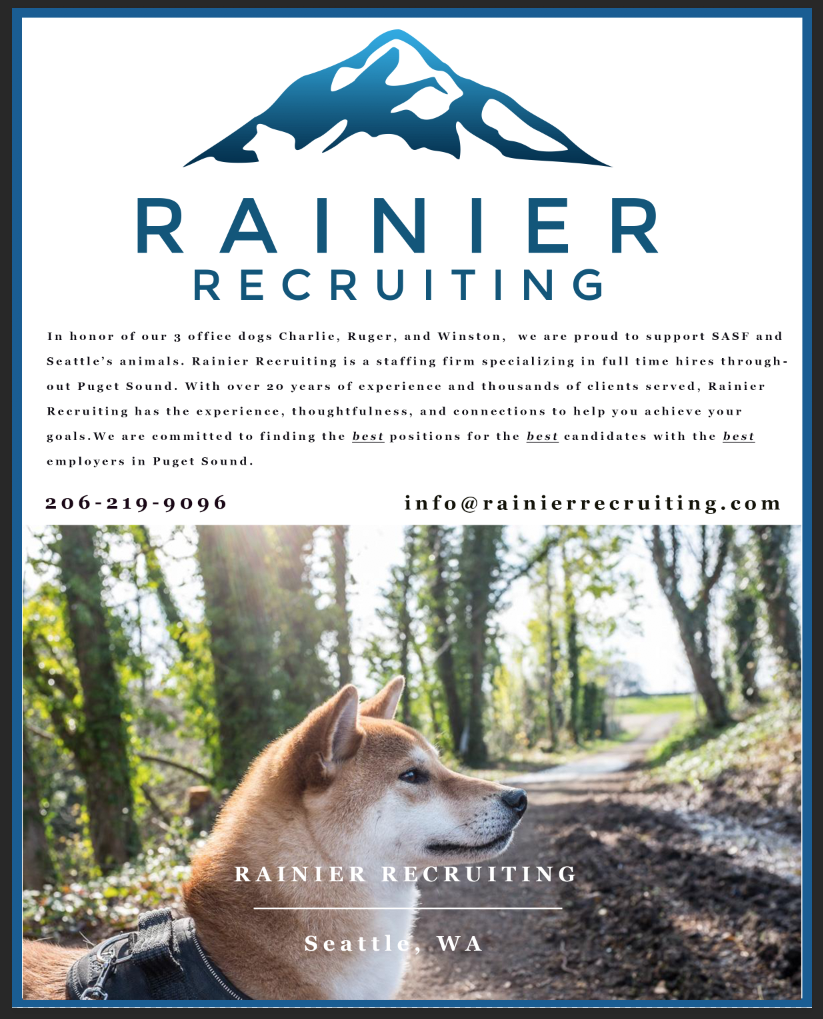 RAINIER
RECRUITING
In honor of our 3 office dogs Charlie, Ruger, and Winston,  we are proud to support SASF and
Seattle's animals. Rainier Recruiting is a staffing firm specializing in full time hires through-
out Puget Sound. With over 20 years of experience and thousands of clients served, Rainier
Recruiting has the experience, thoughtfulness, and connections to help you achieve your
goals.We are committed to finding the best positions for the best candidates with the best
employers in Puget Sound.
206-219-9096 info@rainierrecruiting.com
RAINIER RECRUITING
Seattle, WA